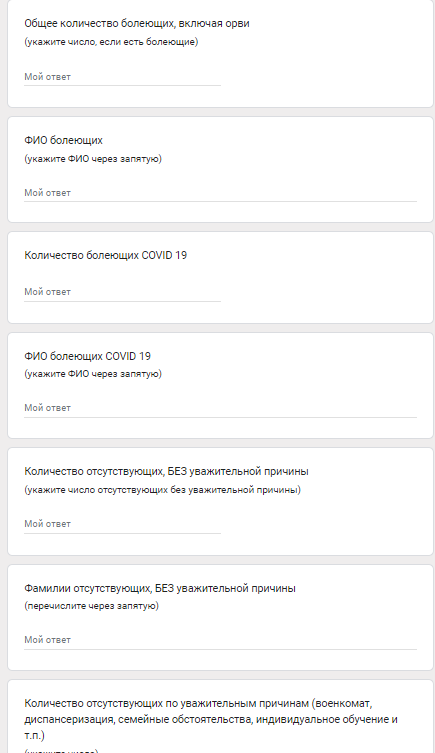 Общее количество болеющих, включая орви
(укажите число, если есть болеющие)
Мой ответ
ФИО болеющих
(укажите ФИО через запятую)
Мой ответ
Количество болеющих COVID 19
Мой ответ
ФИО болеющих COVID 19
(укажите ФИО через запятую)
Мой ответ
Количество отсутствующих, БЕЗ уважительной причины
(укажите число отсутствующих без уважительной причины)
Мой ответ
Фамилии отсутствующих, БЕЗ уважительной причины
(перечислите через запятую)
Мой ответ
Количество отсутствующих по уважительным причинам (военкомат,
диспансеризация, семейные обстоятельства, индивидуальное обучение и
т.п.)